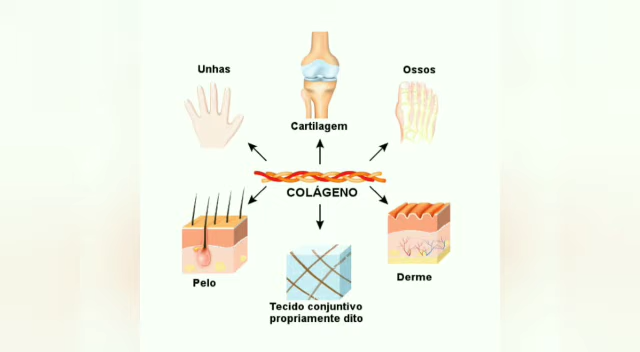 Unhas
Ossos
Cartilagem
COLÁGENO
Pelo
Derme
Tecido conjuntivo
propriamente dito